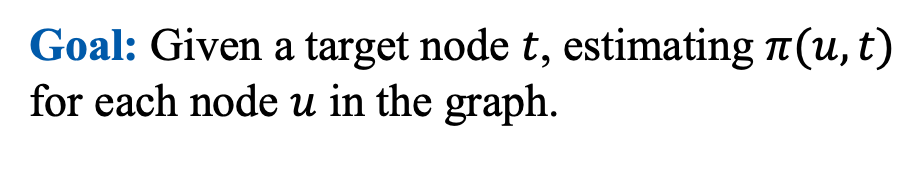 Goal: Given a target node t, estimating π(u, t)
for each node u in the graph.